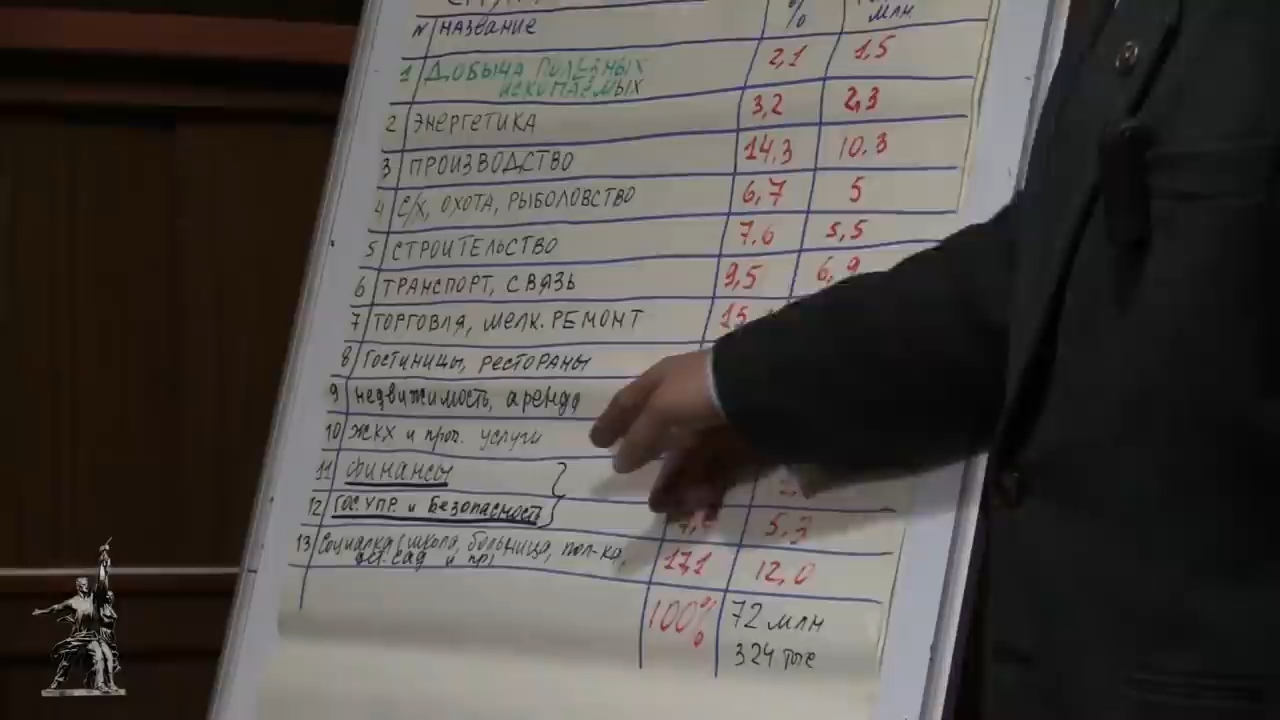 % млн
N название
1 Добыча полезных 2,1 1,5
ископаемых
2 ЭНЕРГЕТИКА 3,2 2,3
3 ПРОИЗВОДСТВО 14,3 10.3
4 С/Х, ОХОТА, РЫБОЛОВСТВО 6,7 5
5 СТРОИТЕЛЬСТВО 7.6 5,5
6 ТРАНСПОРТ, СВЯЗЬ 9,5 6,9
7 ТОРГОВЛЯ, мелк. РЕМОНТ 15
8 Гостиницы, рестораны
9 недвижимость, аренда
10 ЖКХ и проч. услуги
11 Финансы
12 ГОС. УПР. и Безопасность 5,3
13 Социалка (школа, больница, пол-ка, 17,1 12,0
дет. сад и пр)
100% 72 млн
324 тыс